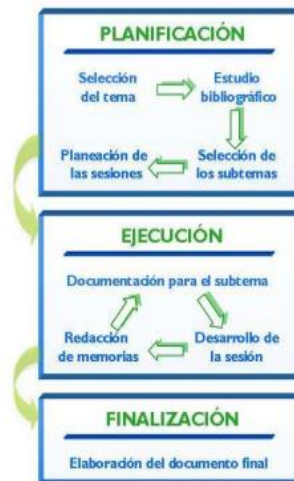 PLANIFICACIÓN
Selección
del tema
Estudio
bibliográfico
Planeación de
las sesiones
Selección de
los subtemas
EJECUCIÓN
Documentación para el subtema
Redacción
de memorias
Desarrollo de
la sesión
FINALIZACIÓN
Elaboración del documento final